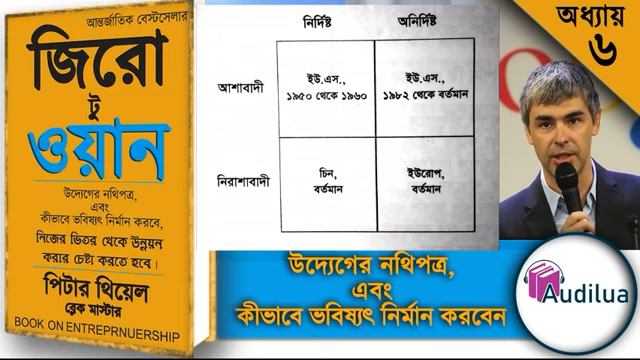 আন্তর্জাতিক বেস্টসেলার
জিরো
টু
ওয়ান
উদ্যেগের নথিপত্র,
এবং
কীভাবে ভবিষ্যৎ নির্মান করবে,
নিজের ভিতর থেকে উন্নয়ন
করার চেষ্টা করতে হবে।
পিটার থিয়েল
ব্লেক মাস্টার
BOOK ON ENTREPRNUERSHIP
নির্দিষ্ট অনির্দিষ্ট
আশাবাদী
ইউ.এস.,
১৯৫০ থেকে ১৯৬০
ইউ.এস.,
১৯৮২ থেকে বর্তমান
নিরাশাবাদী
চিন,
বর্তমান
ইউরোপ,
বর্তমান
অধ্যায়
৬
উদ্যেগের নথিপত্র,
এবং
কীভাবে ভবিষ্যৎ নির্মান করবেন
Audilua